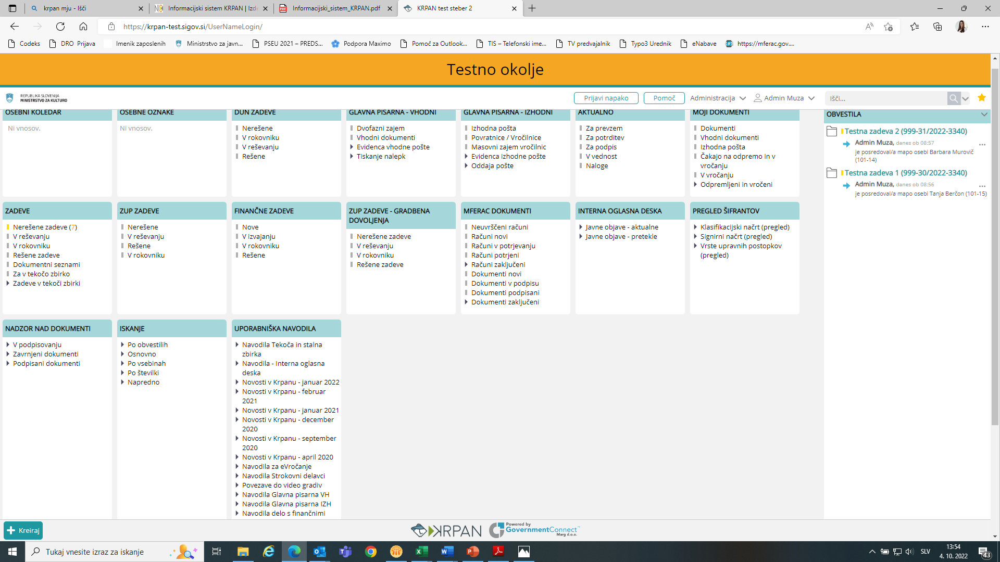 krpan mju - Išči
Informacijski sistem KRPAN | Izde
Informacijski_sistem_KRPAN.pdf
KRPAN test steber 2
https://krpan-test.sigov.si/UserNameLogin/
Codeks
DRO Prijava
Imenik zaposlenih
Ministrstvo za javn...
PSEU 2021 – PREDS...
Podpora Maximo
Pomoč za Outlook...
TIS – Telefonski ime...
TV predvajalnik
Typo3 Urednik
eNabave
https://mferac.gov....
Testno okolje
REPUBLIKA SLOVENIJA
MINISTRSTVO ZA KULTURO
Prijavi napako
Pomoč
Administracija
Admin Muza
Išči...
OSEBNI KOLEDAR
Ni vnosov.
OSEBNE OZNAKE
Ni vnosov.
DUN ZADEVE
Nerešene
V rokovniku
V reševanju
Rešene
GLAVNA PISARNA - VHODNI
Dvofazni zajem
Vhodni dokumenti
Evidenca vhodne pošte
Tiskanje nalepk
GLAVNA PISARNA - IZHODNI
Izhodna pošta
Povratnice / Vročilnice
Masovni zajem vročilnic
Evidenca izhodne pošte
Oddaja pošte
AKTUALNO
Za prevzem
Za potrditev
Za podpis
V vednost
Naloge
MOJI DOKUMENTI
Dokumenti
Vhodni dokumenti
Izhodna pošta
Čakajo na odpremo in v
vročanju
V vročanju
Odpremljeni in vročeni
OBVESTILA
Testna zadeva 2 (999-31/2022-3340)
Admin Muza, danes ob 08:57
je posredoval/a mapo osebi Barbara Murovič
(101-14)
Testna zadeva 1 (999-30/2022-3340)
Admin Muza, danes ob 08:56
je posredoval/a mapo osebi Tanja Berčon (101-15)
ZADEVE
Nerešene zadeve (7)
V reševanju
V rokovniku
Rešene zadeve
Dokumentni seznami
Za v tekočo zbirko
Zadeve v tekoči zbirki
ZUP ZADEVE
Nerešene
V reševanju
Rešene
V rokovniku
FINANČNE ZADEVE
Nove
V izvajanju
V rokovniku
Rešene
ZUP ZADEVE - GRADBENA
DOVOLJENJA
Nerešene zadeve
V reševanju
V rokovniku
Rešene zadeve
MFERAC DOKUMENTI
Neuvrščeni računi
Računi novi
Računi v potrjevanju
Računi potrjeni
Računi zaključeni
Dokumenti novi
Dokumenti v podpisu
Dokumenti podpisani
Dokumenti zaključeni
INTERNA OGLASNA DESKA
Javne objave - aktualne
Javne objave - pretekle
PREGLED ŠIFRANTOV
Klasifikacijski načrt (pregled)
Signirni načrt (pregled)
Vrste upravnih postopkov
(pregled)
NADZOR NAD DOKUMENTI
V podpisovanju
Zavrnjeni dokumenti
Podpisani dokumenti
ISKANJE
Po obvestilih
Osnovno
Po vsebinah
Po številki
Napredno
UPORABNIŠKA NAVODILA
Navodila Tekoča in stalna
zbirka
Navodila - Interna oglasna
deska
Novosti v Krpanu - januar 2022
Novosti v Krpanu - februar
2021
Novosti v Krpanu - januar 2021
Novosti v Krpanu - december
2020
Novosti v Krpanu - september
2020
Novosti v Krpanu - april 2020
Navodila za eVročanje
Navodila Strokovni delavci
Povezave do video gradiv
Navodila Glavna pisarna VH
Navodila Glavna pisarna IZH
Navodila delo s finančnimi
Kreiraj
KRPAN
Powered by
GovernmentConnect
Marg d.o.o.
Tukaj vnesite izraz za iskanje
SLV
13:54
4. 10. 2022
43